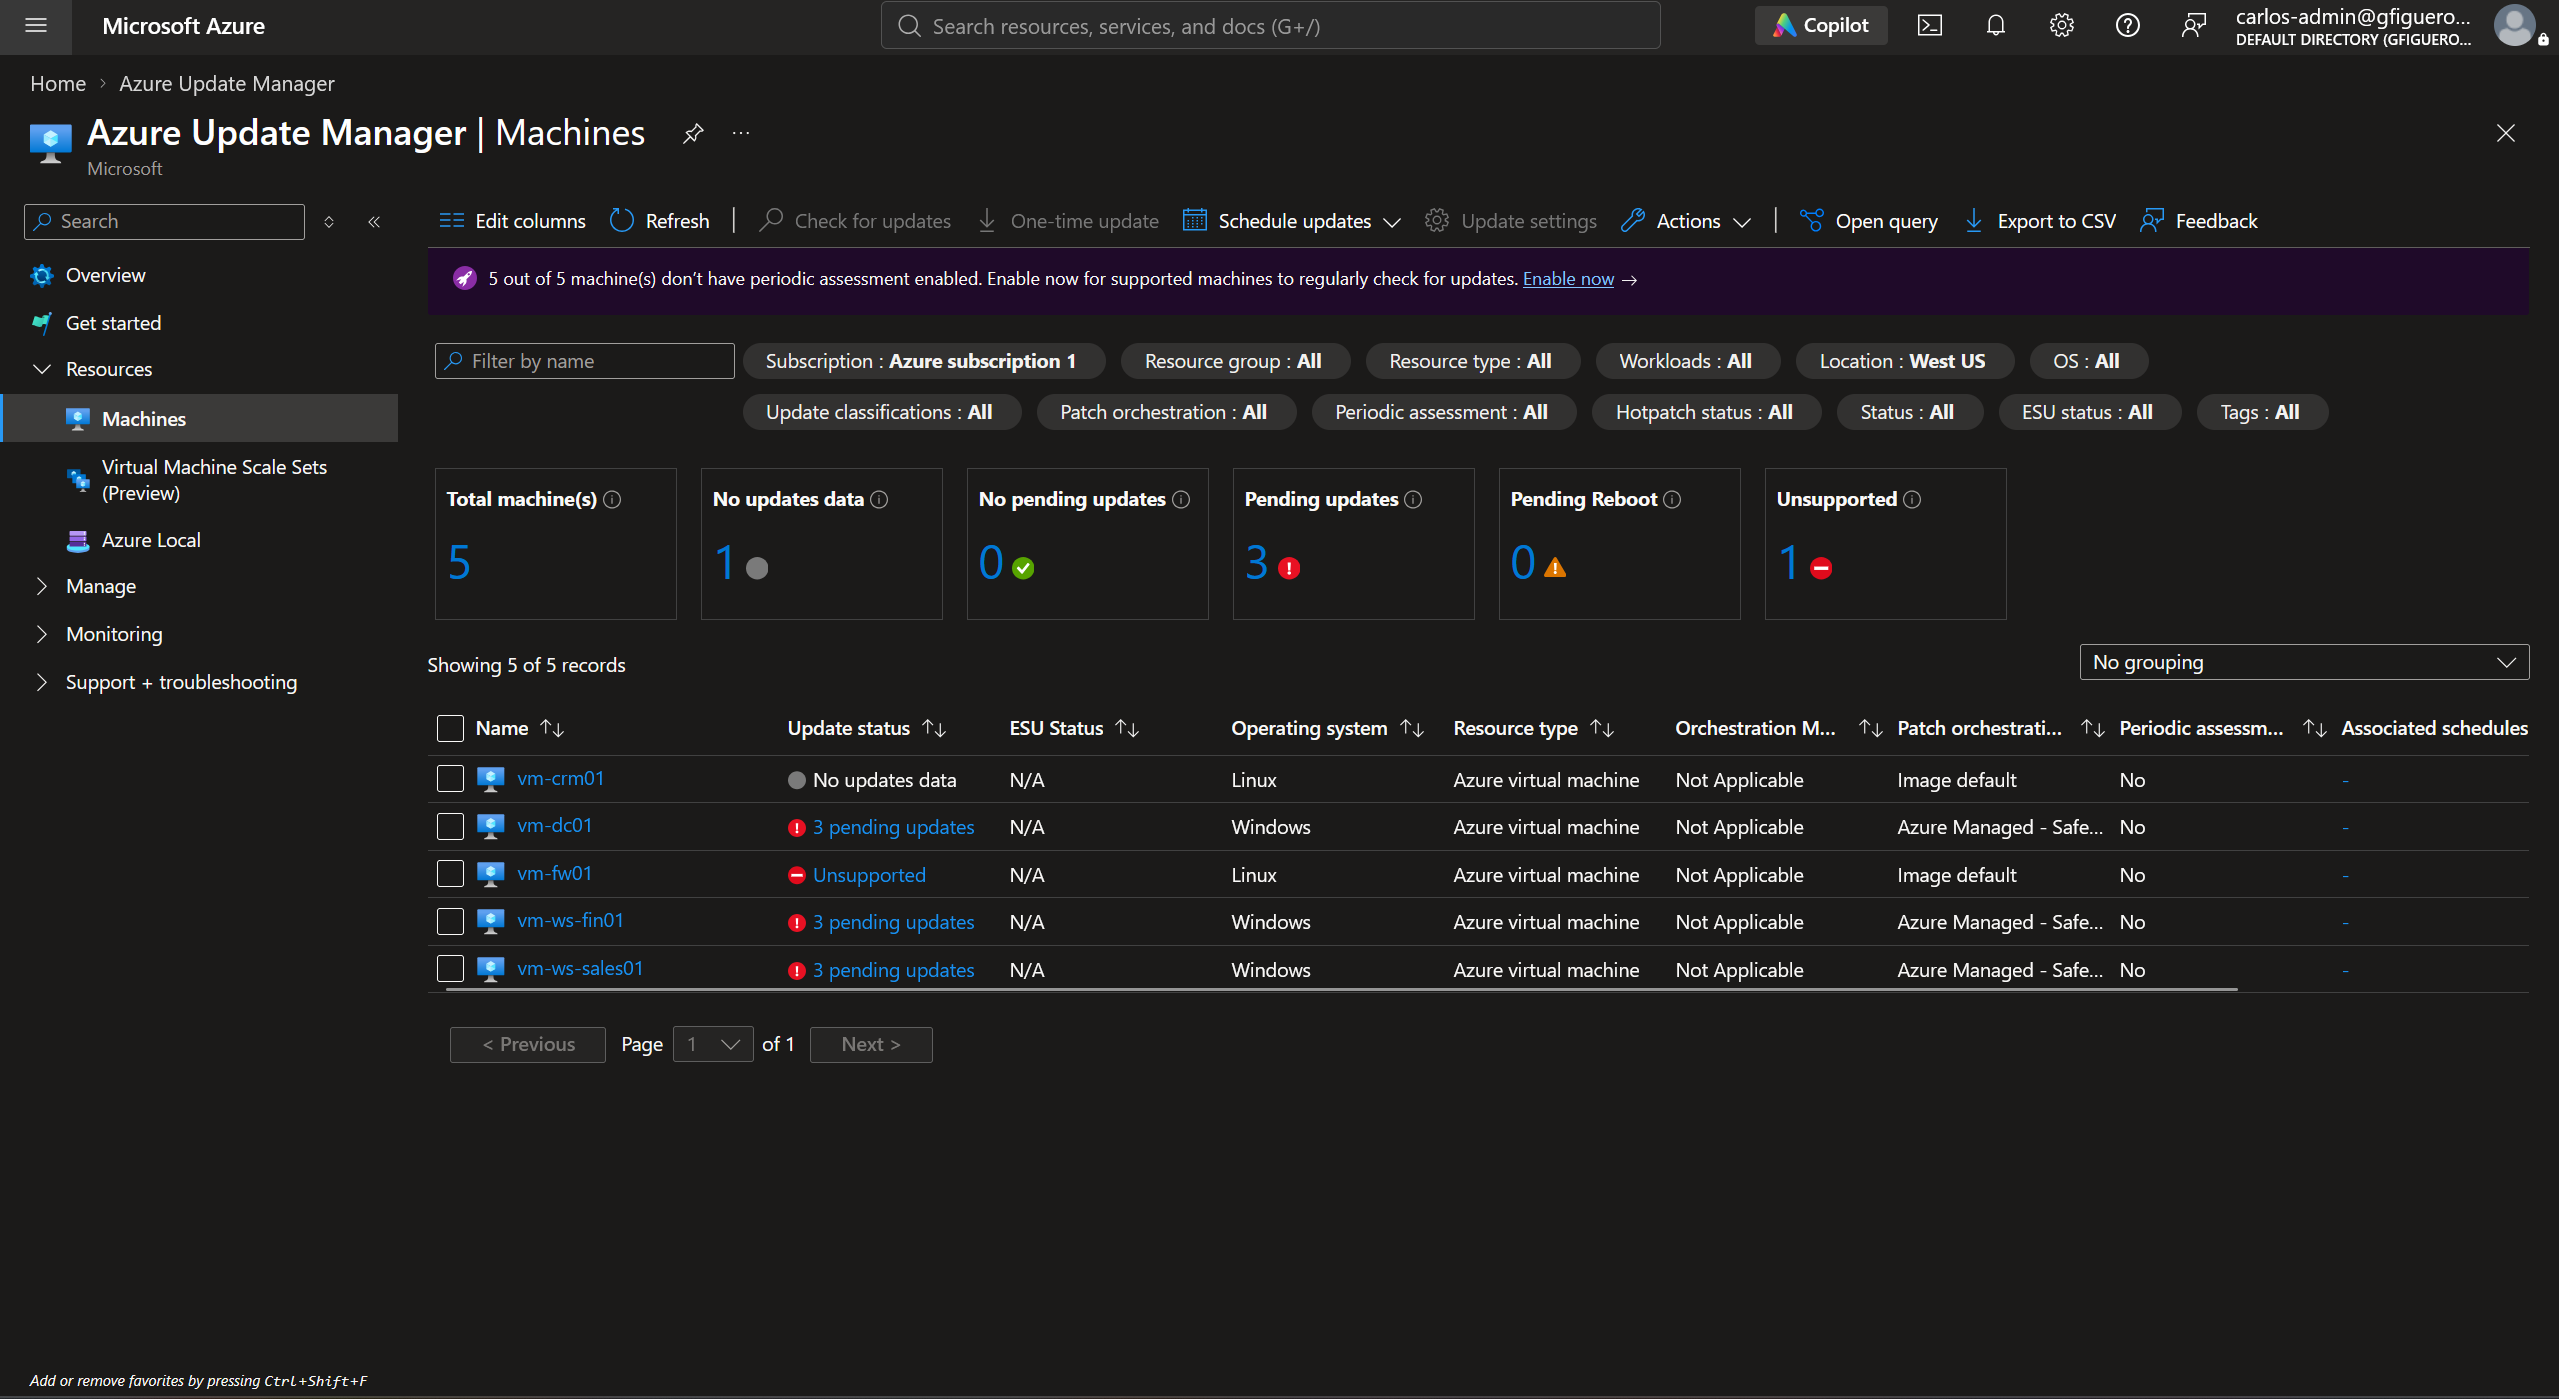 Microsoft Azure
Search resources, services, and docs (G+/)
Copilot
carlos-admin@gfiguero...
DEFAULT DIRECTORY (GFIGUERO...
Home > Azure Update Manager
Azure Update Manager | Machines
...
Microsoft
Search
Edit columns Refresh Check for updates One-time update Schedule updates Update settings Actions Open query Export to CSV Feedback
5 out of 5 machine(s) don't have periodic assessment enabled. Enable now for supported machines to regularly check for updates. Enable now →
Overview
Get started
Resources
Machines
Virtual Machine Scale Sets
(Preview)
Azure Local
Manage
Monitoring
Support + troubleshooting
Filter by name
Subscription : Azure subscription 1 Resource group : All Resource type : All Workloads : All Location : West US OS : All
Update classifications : All Patch orchestration : All Periodic assessment : All Hotpatch status : All Status : All ESU status : All Tags : All
Total machine(s) No updates data No pending updates Pending updates Pending Reboot Unsupported
5 1 0 3 0 1
Showing 5 of 5 records
No grouping
Name Update status ESU Status Operating system Resource type Orchestration M... Patch orchestrati... Periodic assessm... Associated schedules
vm-crm01 No updates data N/A Linux Azure virtual machine Not Applicable Image default No -
vm-dc01 3 pending updates N/A Windows Azure virtual machine Not Applicable Azure Managed - Safe... No -
vm-fw01 Unsupported N/A Linux Azure virtual machine Not Applicable Image default No -
vm-ws-fin01 3 pending updates N/A Windows Azure virtual machine Not Applicable Azure Managed - Safe... No -
vm-ws-sales01 3 pending updates N/A Windows Azure virtual machine Not Applicable Azure Managed - Safe... No -
< Previous Page 1 of 1 Next >
Add or remove favorites by pressing Ctrl+Shift+F